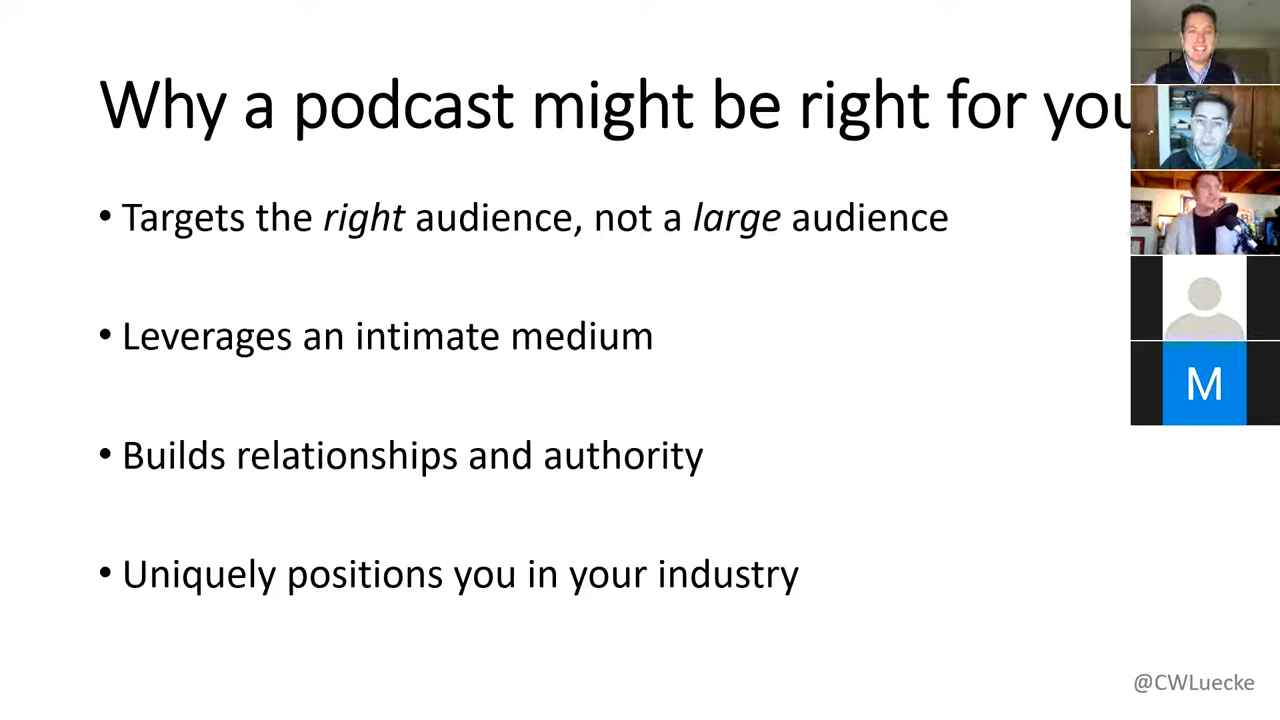 Why a podcast might be right for you
• Targets the right audience, not a large audience
• Leverages an intimate medium
• Builds relationships and authority
• Uniquely positions you in your industry
M
@CWLuecke